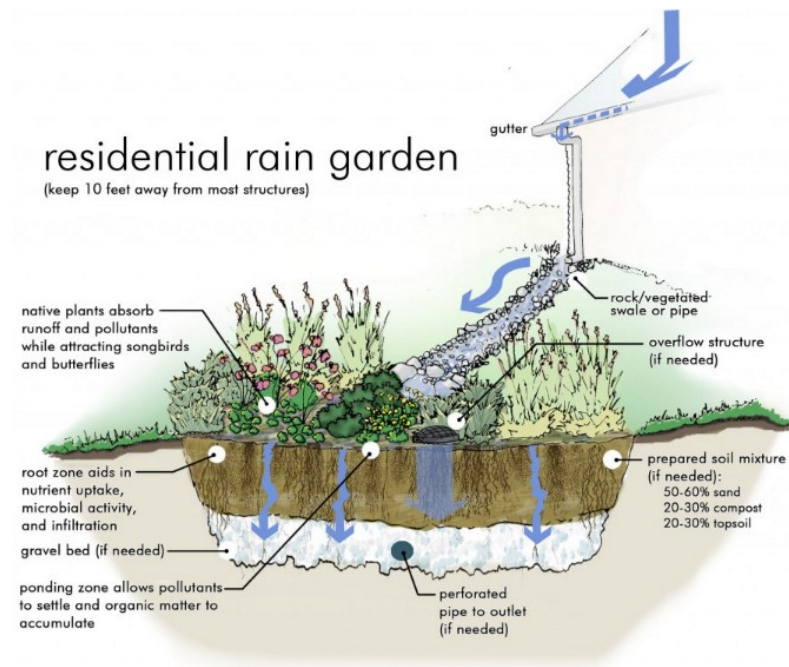 residential rain garden
(keep 10 feet away from most structures)
gutter
rock/vegetated
swale or pipe
native plants absorb
runoff and pollutants
while attracting songbirds
and butterflies
overflow structure
(if needed)
root zone aids in
nutrient uptake,
microbial activity,
and infiltration
prepared soil mixture
(if needed):
50-60% sand
20-30% compost
20-30% topsoil
gravel bed (if needed)
ponding zone allows pollutants
to settle and organic matter to
accumulate
perforated
pipe to outlet
(if needed)